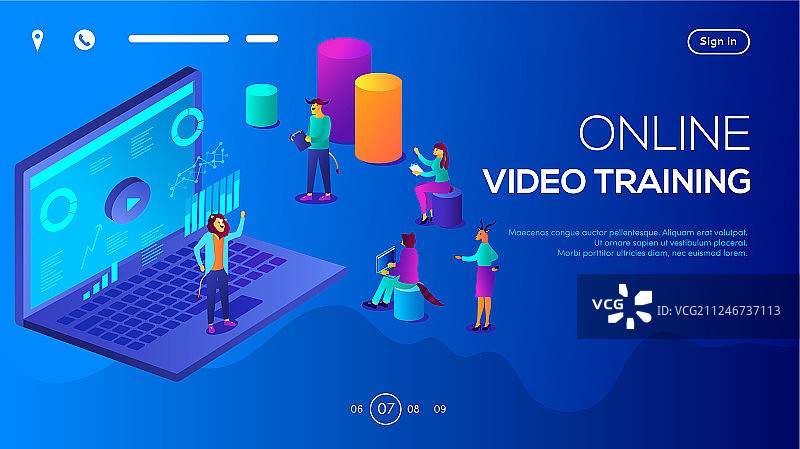 Sign in
ONLINE
VIDEO TRAINING
Maecenas congue auctor pellentesque. Aliquam erat volutpat.
Ut ornare sapien ut vestibulum placerat.
Morbi porttitor ultricies diam, nec euismod lorem.
VCG
ID: VCG211246737113
06 07 08 09